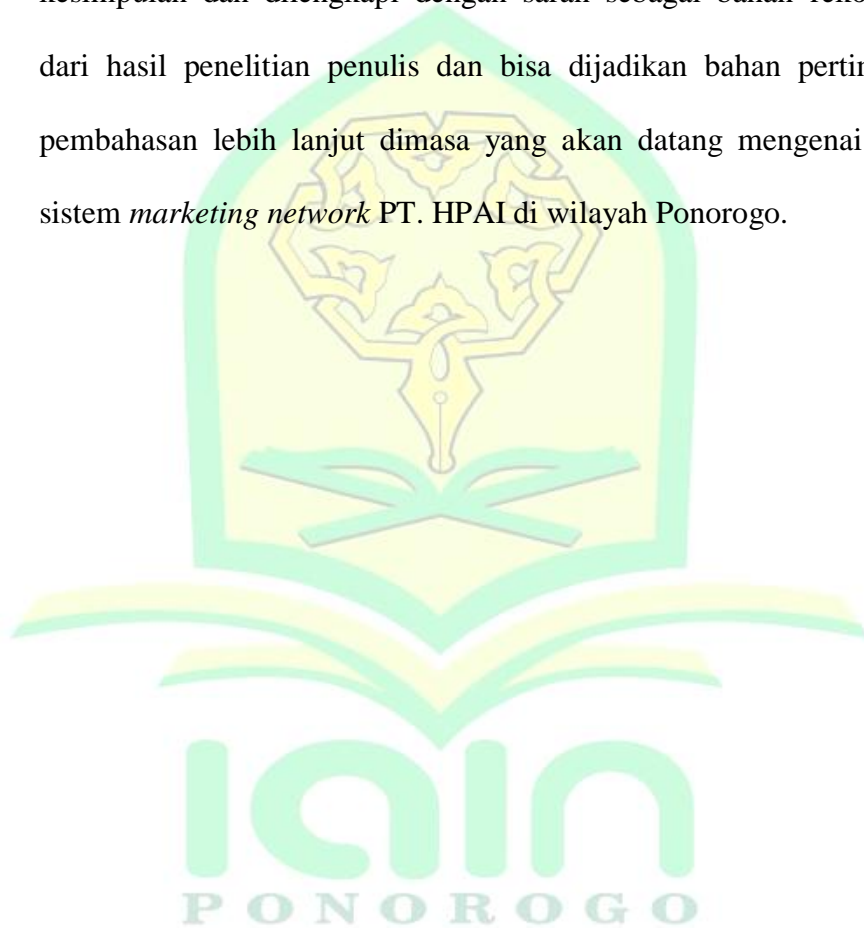 dari hasil penelitian penulis dan bisa dijadikan bahan
pembahasan lebih lanjut dimasa yang akan datang mengenai
sistem marketing network PT. HPAI di wilayah Ponorogo.
iain
PONOROGO